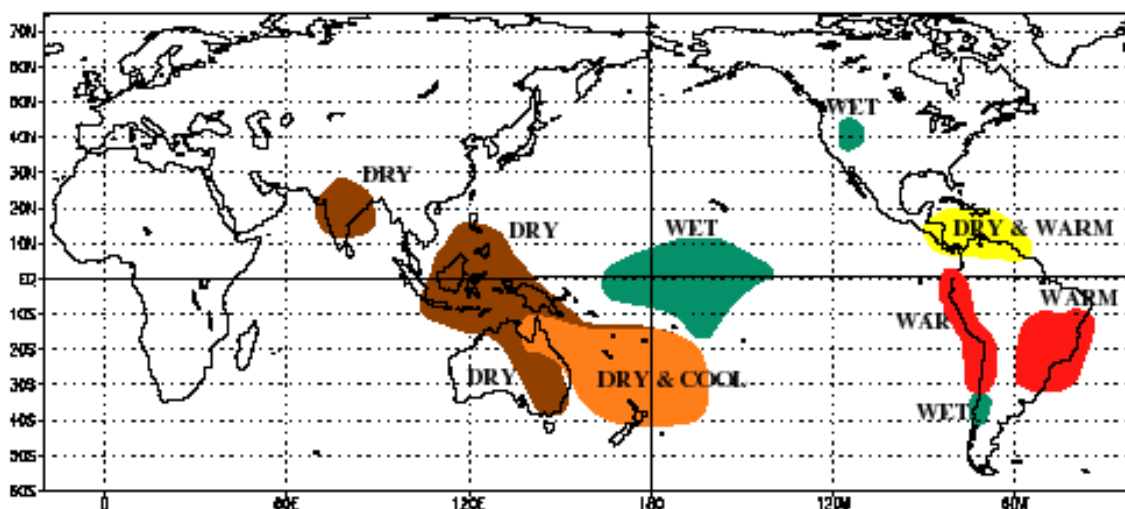 70N
60N
50N
WET
40N
30N
DRY
20N
DRY
WET
DRY & WARM
10N
EQ
WARM
10S
WAR
20S
DRY
DRY & COOL
30S
WET
40S
50S
60S
0
60E
120E
180
120W
60W